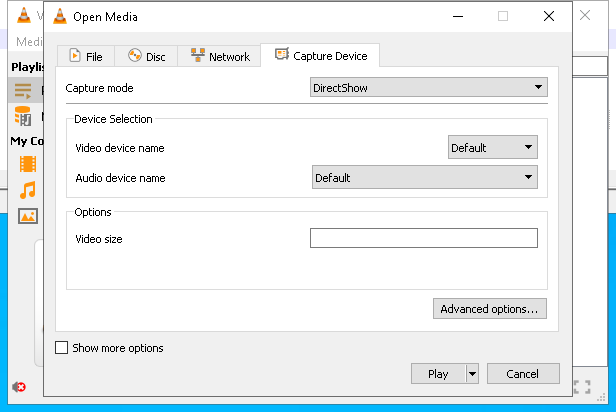 Open Media
V
Medi
File
Disc
Network
Capture Device
Playlis
Capture mode
DirectShow
Device Selection
Video device name
Default
My Co
Audio device name
Default
Options
Video size
Advanced options...
Show more options
Play
Cancel